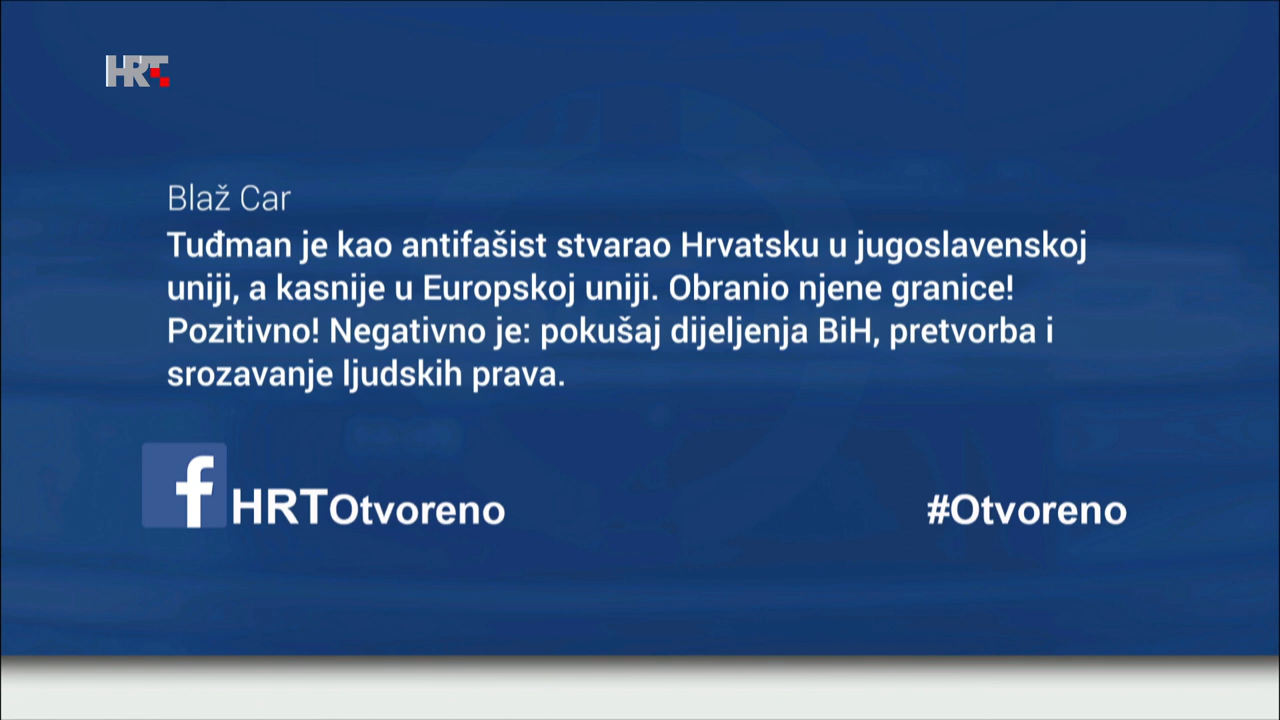 HRT
Blaž Car
Tuđman je kao antifašist stvarao Hrvatsku u jugoslavenskoj
uniji, a kasnije u Europskoj uniji. Obranio njene granice!
Pozitivno! Negativno je: pokušaj dijeljenja BiH, pretvorba i
srozavanje ljudskih prava.
f HRTOtvoreno
#Otvoreno